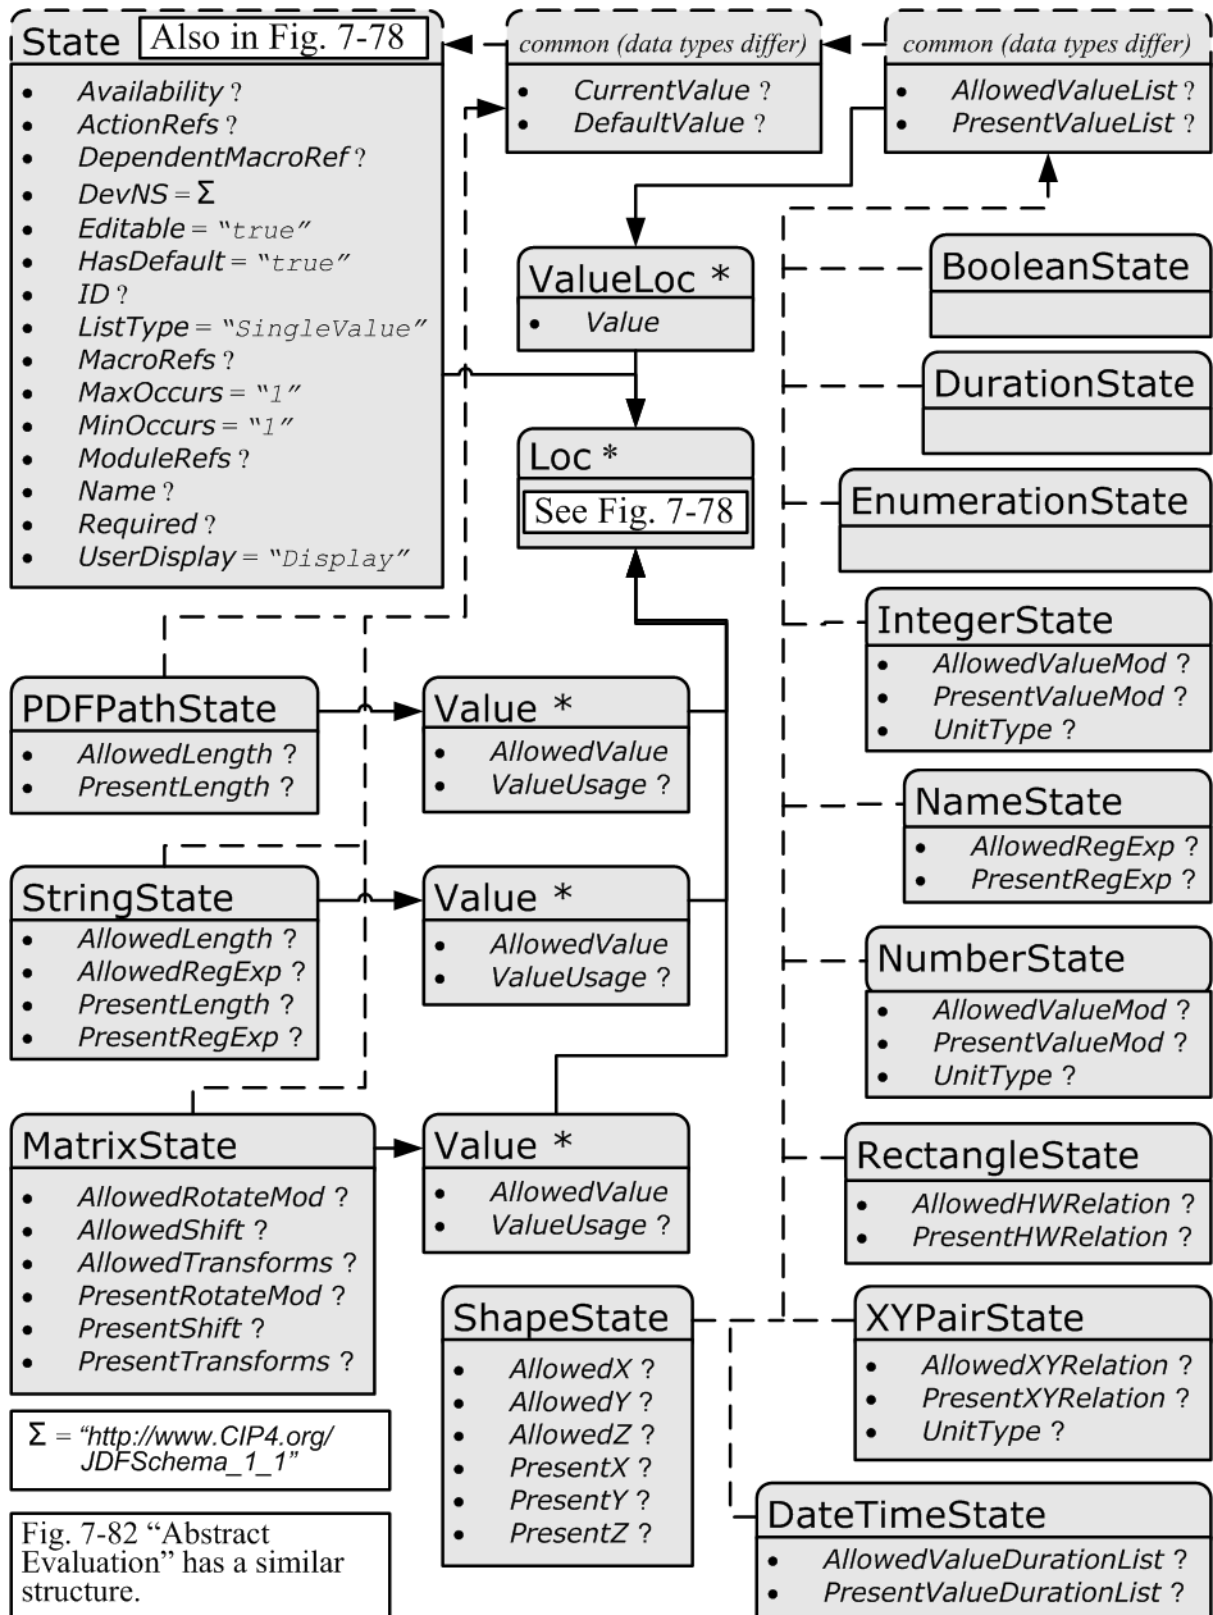 State
Also in Fig. 7-78
• Availability ?
• ActionRefs ?
• DependentMacroRef ?
• DevNS = Σ
• Editable = “true”
• HasDefault = “true”
• ID ?
• ListType = “SingleValue”
• MacroRefs ?
• MaxOccurs = “1”
• MinOccurs = “1”
• ModuleRefs ?
• Name ?
• Required ?
• UserDisplay = “Display”
common (data types differ)
• CurrentValue ?
• DefaultValue ?
common (data types differ)
• AllowedValueList ?
• PresentValueList ?
ValueLoc *
• Value
Loc *
See Fig. 7-78
BooleanState
DurationState
EnumerationState
IntegerState
• AllowedValueMod ?
• PresentValueMod ?
• UnitType ?
NameState
• AllowedRegExp ?
• PresentRegExp ?
NumberState
• AllowedValueMod ?
• PresentValueMod ?
• UnitType ?
RectangleState
• AllowedHWRelation ?
• PresentHWRelation ?
XYPairState
• AllowedXYRelation ?
• PresentXYRelation ?
• UnitType ?
DateTimeState
• AllowedValueDurationList ?
• PresentValueDurationList ?
PDFPathState
• AllowedLength ?
• PresentLength ?
Value *
• AllowedValue
• ValueUsage ?
StringState
• AllowedLength ?
• AllowedRegExp ?
• PresentLength ?
• PresentRegExp ?
Value *
• AllowedValue
• ValueUsage ?
MatrixState
• AllowedRotateMod ?
• AllowedShift ?
• AllowedTransforms ?
• PresentRotateMod ?
• PresentShift ?
• PresentTransforms ?
Value *
• AllowedValue
• ValueUsage ?
ShapeState
• AllowedX ?
• AllowedY ?
• AllowedZ ?
• PresentX ?
• PresentY ?
• PresentZ ?
Σ = “http://www.CIP4.org/
JDFSchema_1_1”
Fig. 7-82 “Abstract
Evaluation” has a similar
structure.